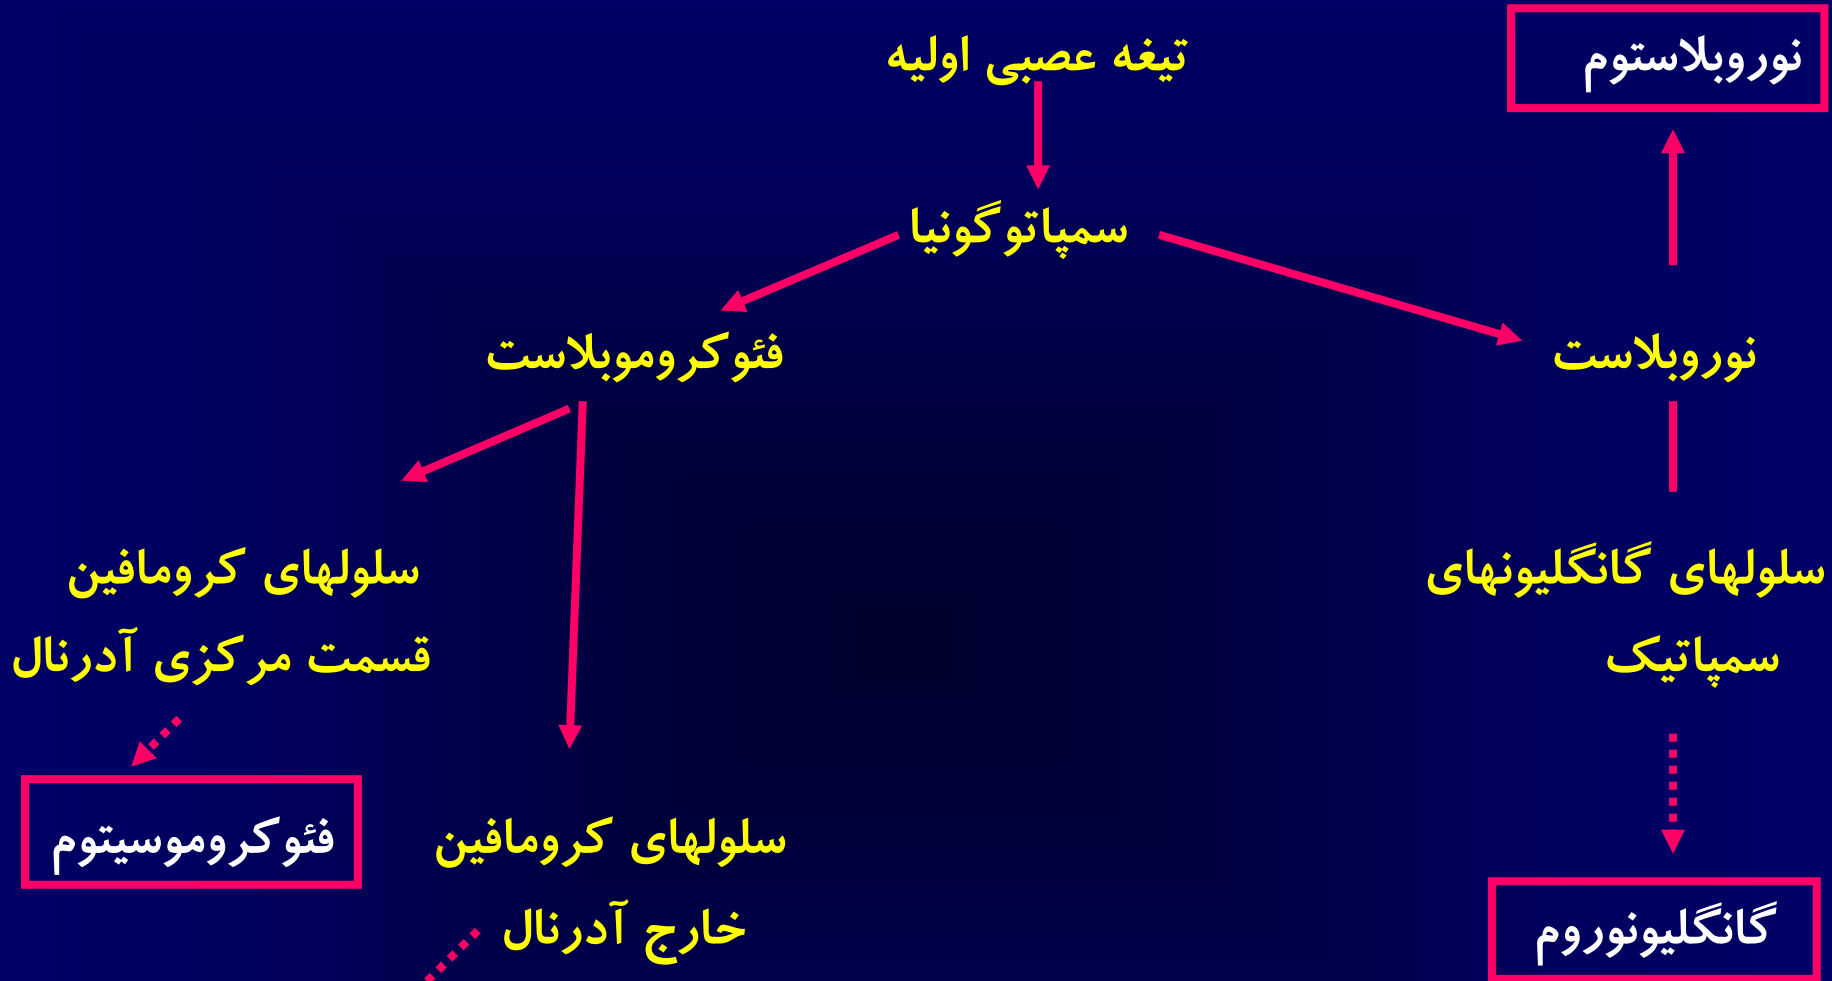 نوروبلاستوم
تیغه عصبی اولیه
سمپاتوگونیا
نوروبلاست
فئوکروموبلاست
سلولهای گانگلیونهای
سمپاتیک
سلولهای کرومافین
قسمت مرکزی آدرنال
فئوکروموسیتوم
سلولهای کرومافین
خارج آدرنال
گانگلیونوروم